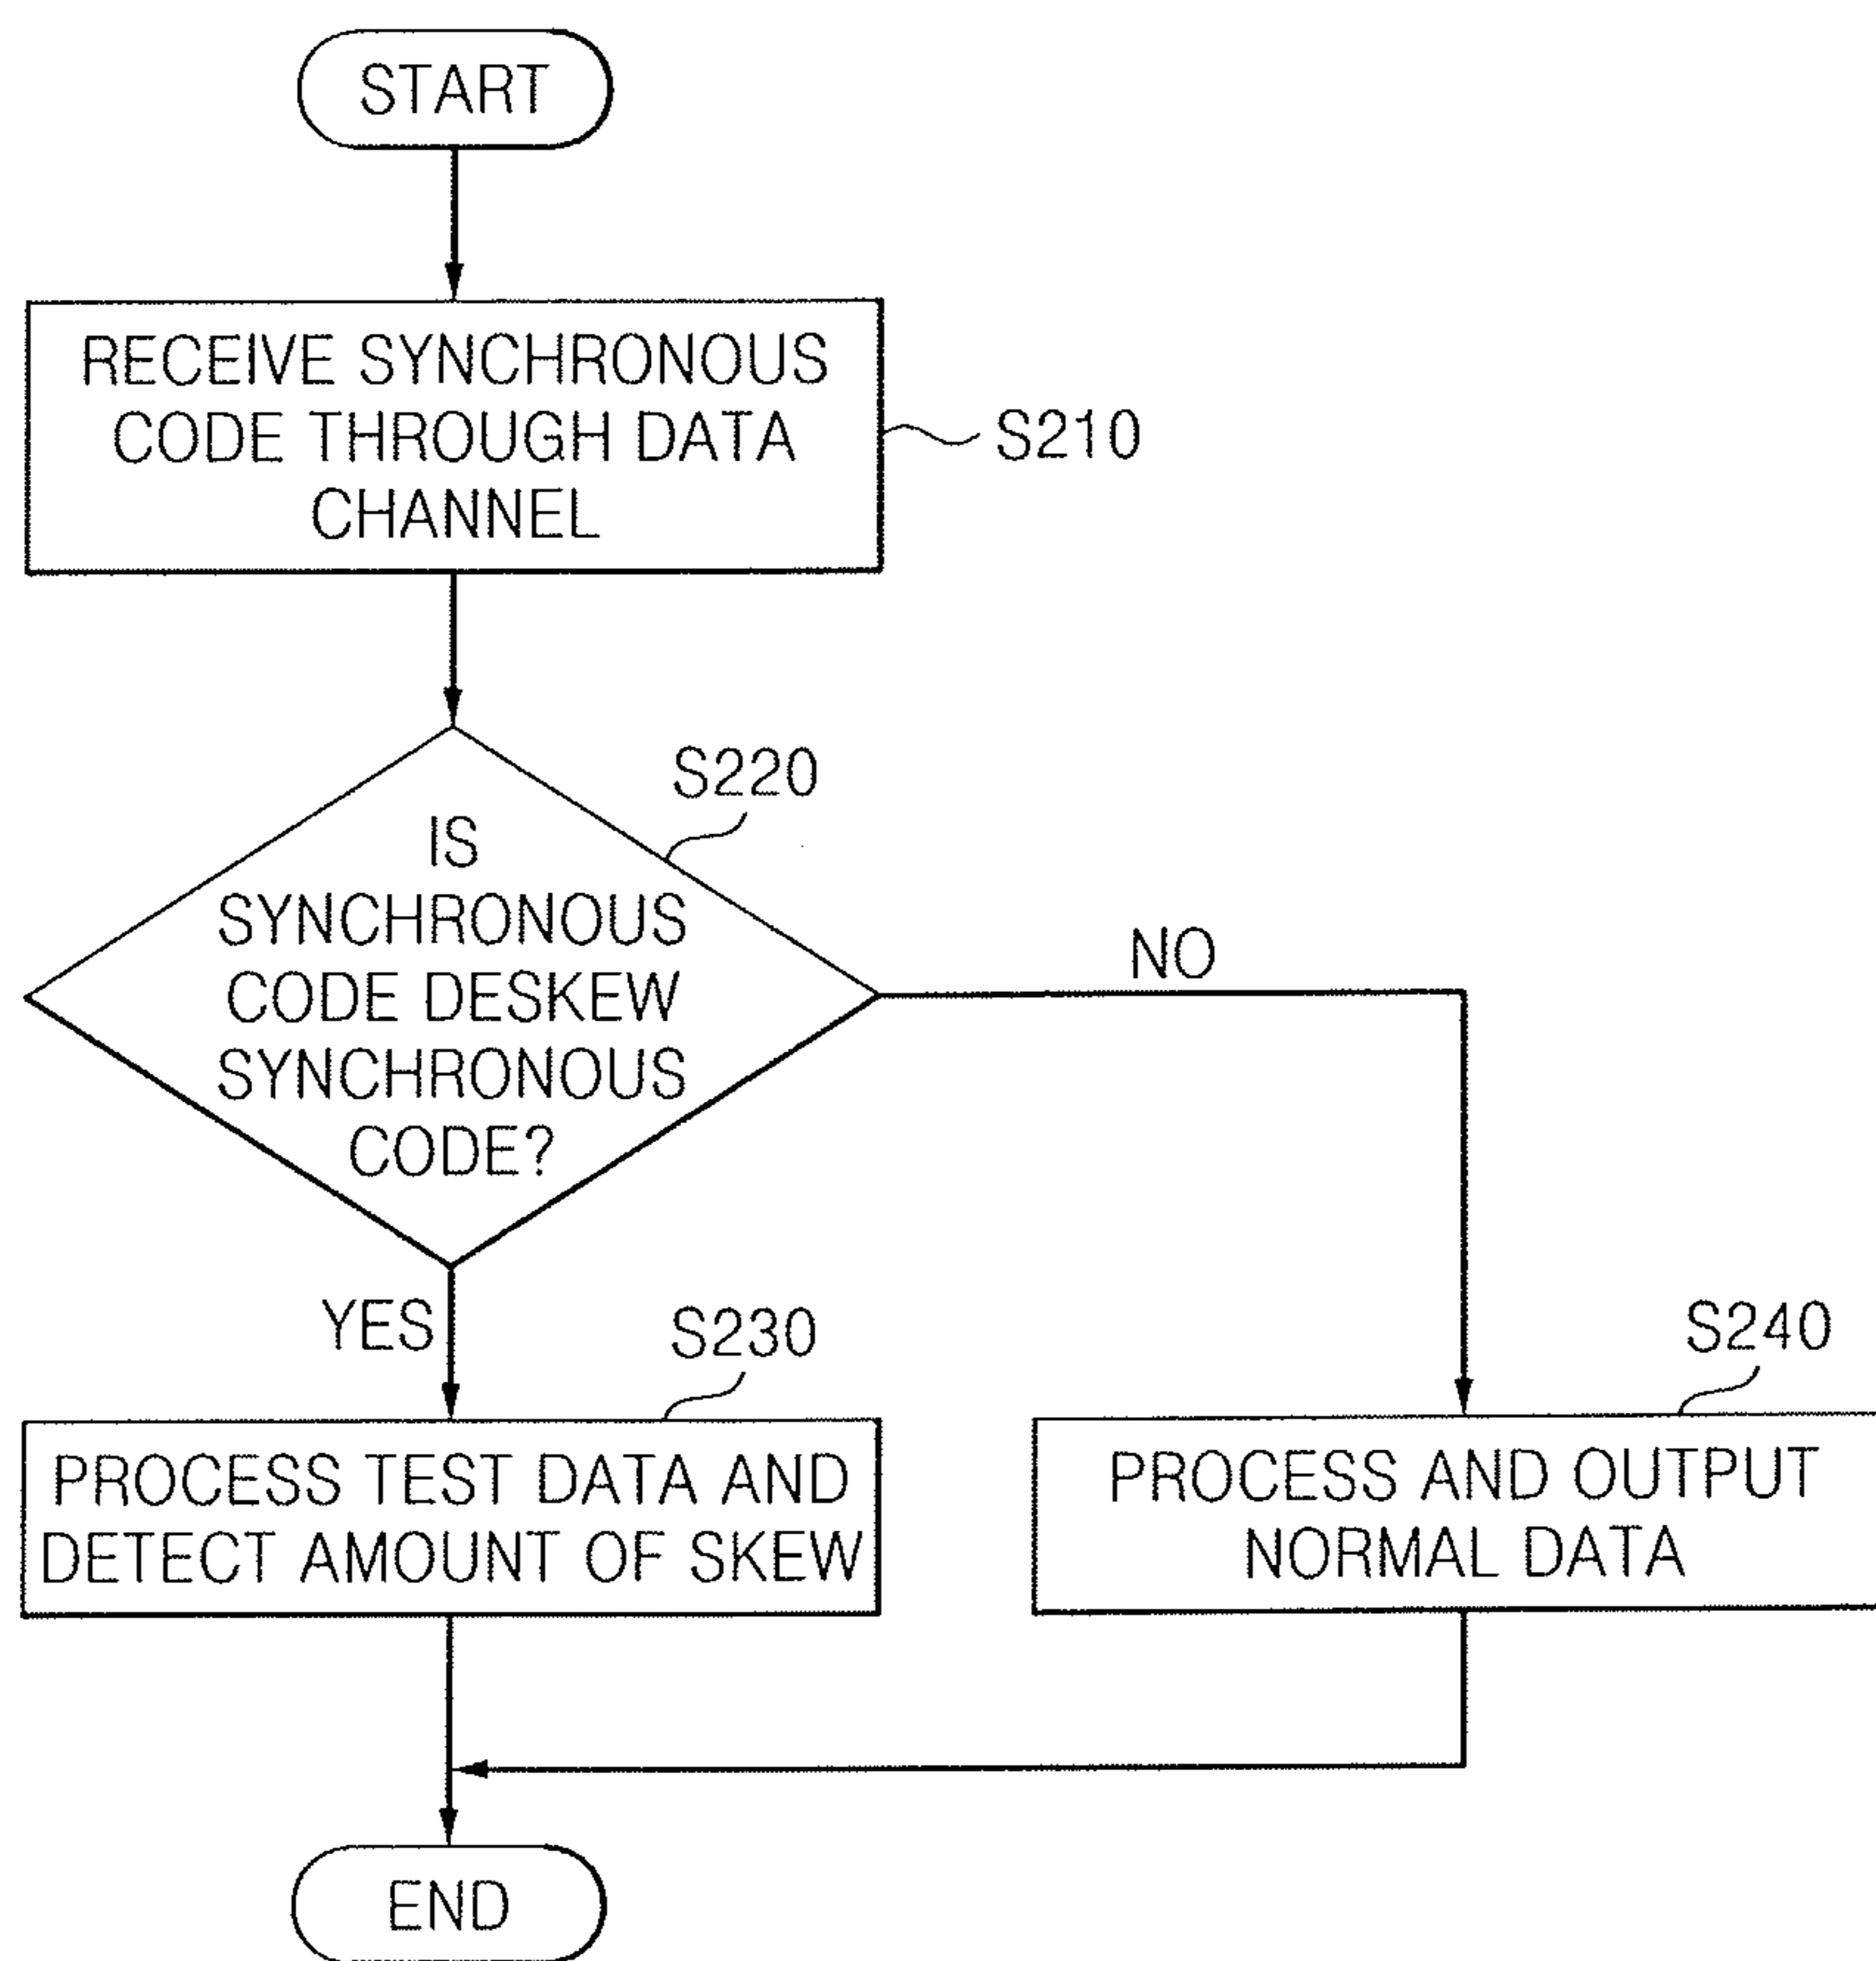 START
RECEIVE SYNCHRONOUS
CODE THROUGH DATA
CHANNEL
S210
S220
IS
SYNCHRONOUS
CODE DESKEW
SYNCHRONOUS
CODE?
NO
YES
S230
S240
PROCESS TEST DATA AND
DETECT AMOUNT OF SKEW
PROCESS AND OUTPUT
NORMAL DATA
END